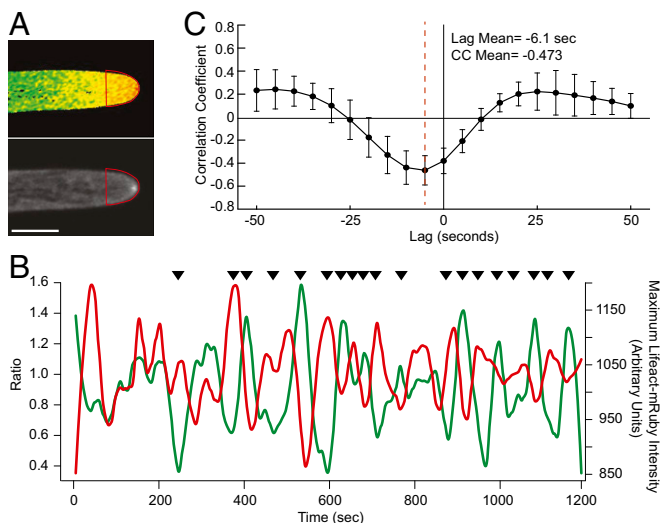 A
C
Lag Mean= -6.1 sec
CC Mean= -0.473
Correlation Coefficient
0.8
0.6
0.4
0.2
0
-0.2
-0.4
-0.6
-0.8
-50 -25 0 25 50
Lag (seconds)
B
Ratio
1.6
1.4
1.2
1.0
0.8
0.6
0.4
1150
1050
950
850
Maximum Lifeact-mRuby Intensity
(Arbitrary Units)
0 200 400 600 800 1000 1200
Time (sec)